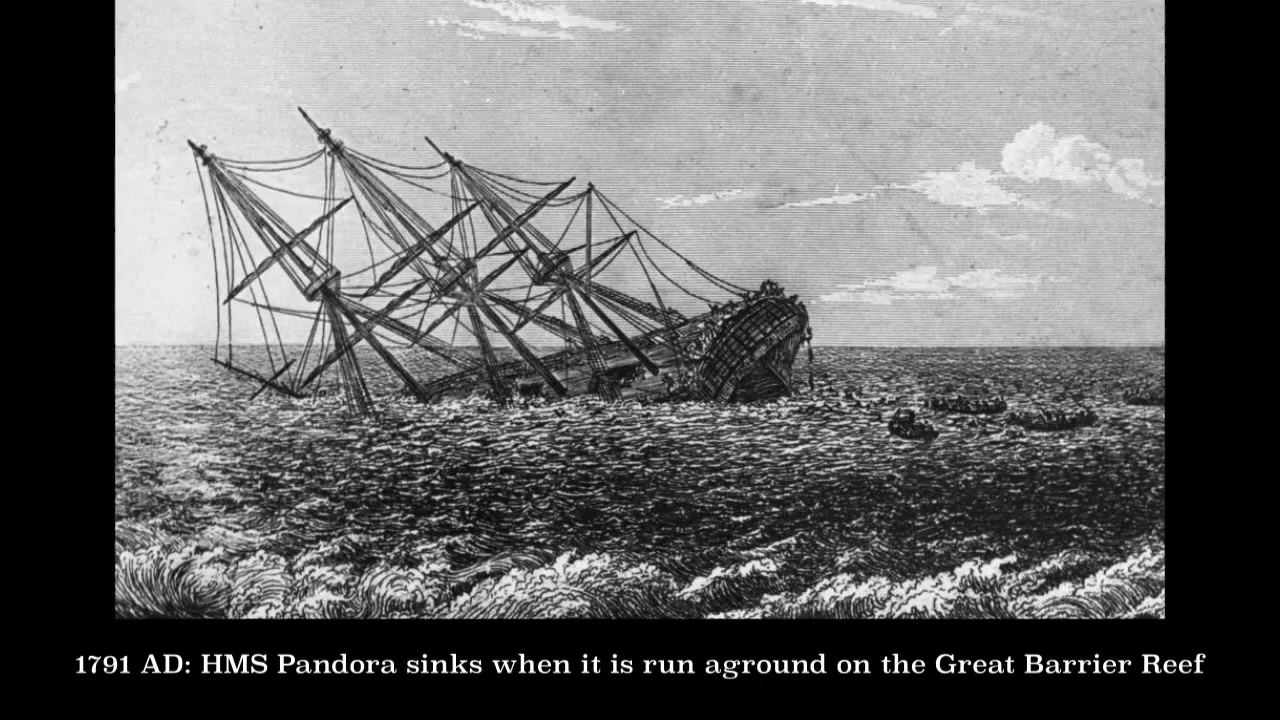 1791 AD: HMS Pandora sinks when it is run aground on the Great Barrier Reef